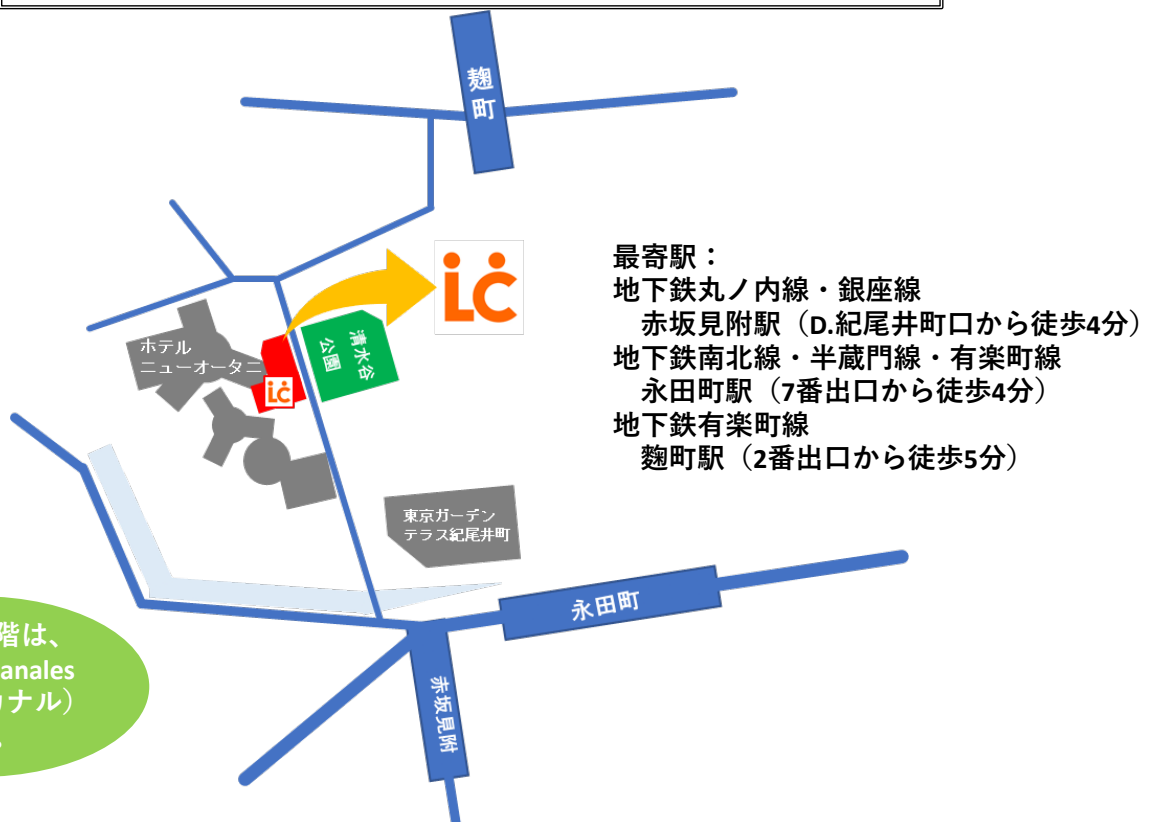 麹町
iC
最寄駅：
地下鉄丸ノ内線・銀座線
赤坂見附駅（D.紀尾井町口から徒歩4分）
地下鉄南北線・半蔵門線・有楽町線
永田町駅（7番出口から徒歩4分）
地下鉄有楽町線
麴町駅（2番出口から徒歩5分）
ホテル
ニューオータニ
清水谷
公園
iC
東京ガーデン
テラス紀尾井町
永田町
赤坂見附
階は、
anales
カナル）
。